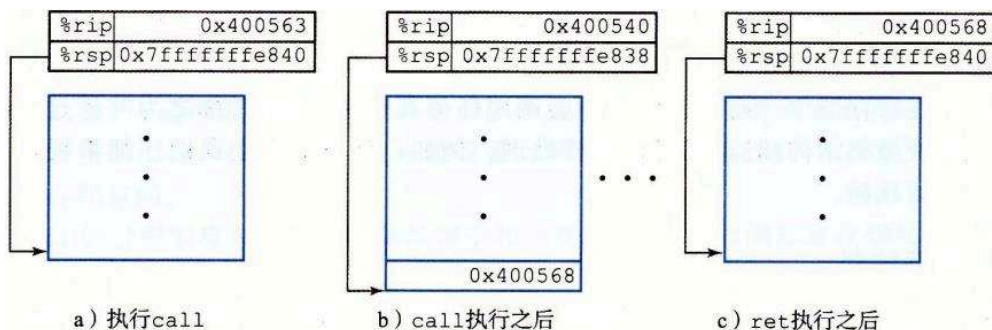 %rip 0x400563
%rsp 0x7fffffffe840
a）执行call
%rip 0x400540
%rsp 0x7fffffffe838
0x400568
b）call执行之后
%rip 0x400568
%rsp 0x7fffffffe840
c）ret执行之后